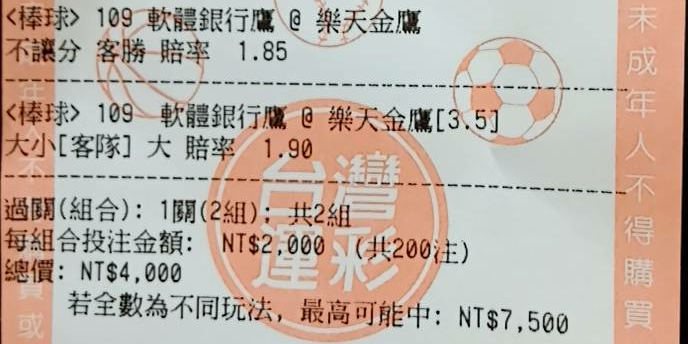 <棒球> 109 軟體銀行鷹 @ 樂天金鷹
不讓分 客勝 賠率 1.85
<棒球> 109 軟體銀行鷹 @ 樂天金鷹[3.5]
大小[客隊] 大 賠率 1.90
過關(組合): 1關(2組); 共2組
每組合投注金額: NT$2,000 (共200注)
總價: NT$4,000
若全數為不同玩法, 最高可能中: NT$7,500
台灣
運彩
未成年人不得購買